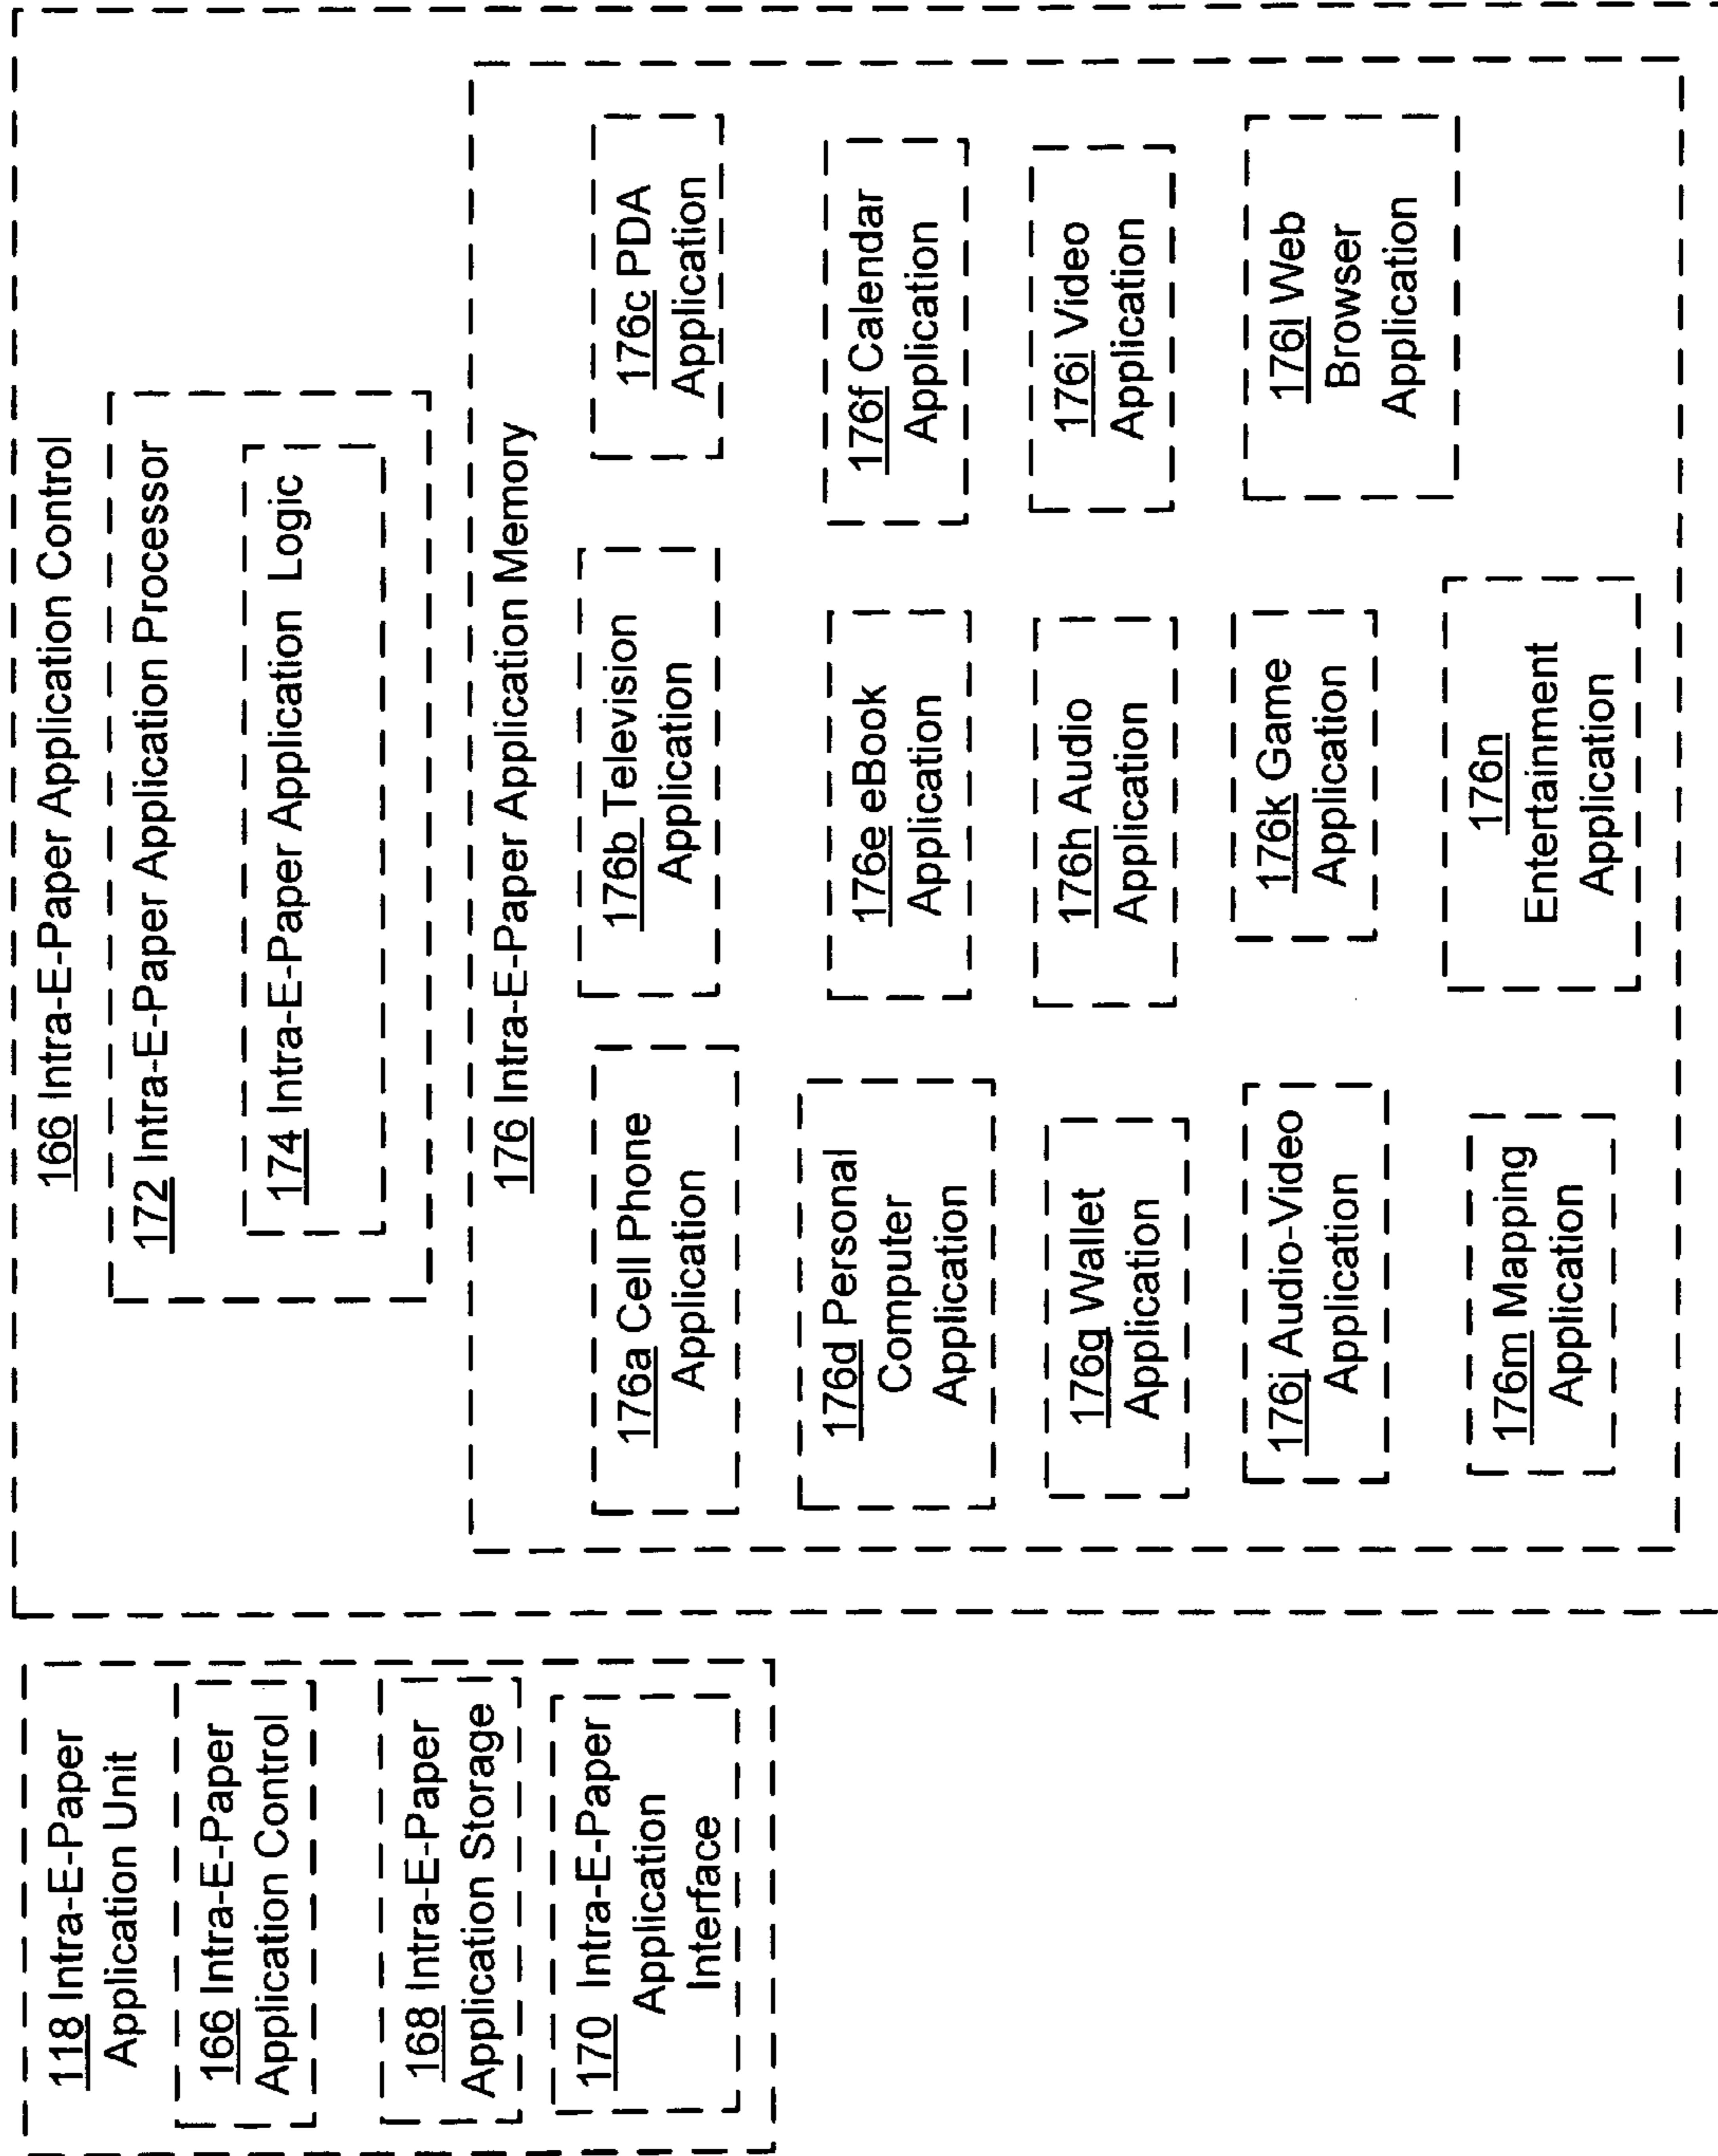 118 Intra-E-Paper
Application Unit
166 Intra-E-Paper
Application Control
168 Intra-E-Paper
Application Storage
170 Intra-E-Paper
Application
Interface
166 Intra-E-Paper Application Control
172 Intra-E-Paper Application Processor
174 Intra-E-Paper Application Logic
176 Intra-E-Paper Application Memory
176a Cell Phone
Application
176b Television
Application
176c PDA
Application
176d Personal
Computer
Application
176e eBook
Application
176f Calendar
Application
176g Wallet
Application
176h Audio
Application
176i Video
Application
176j Audio-Video
Application
176k Game
Application
176l Web
Browser
Application
176m Mapping
Application
176n
Entertainment
Application